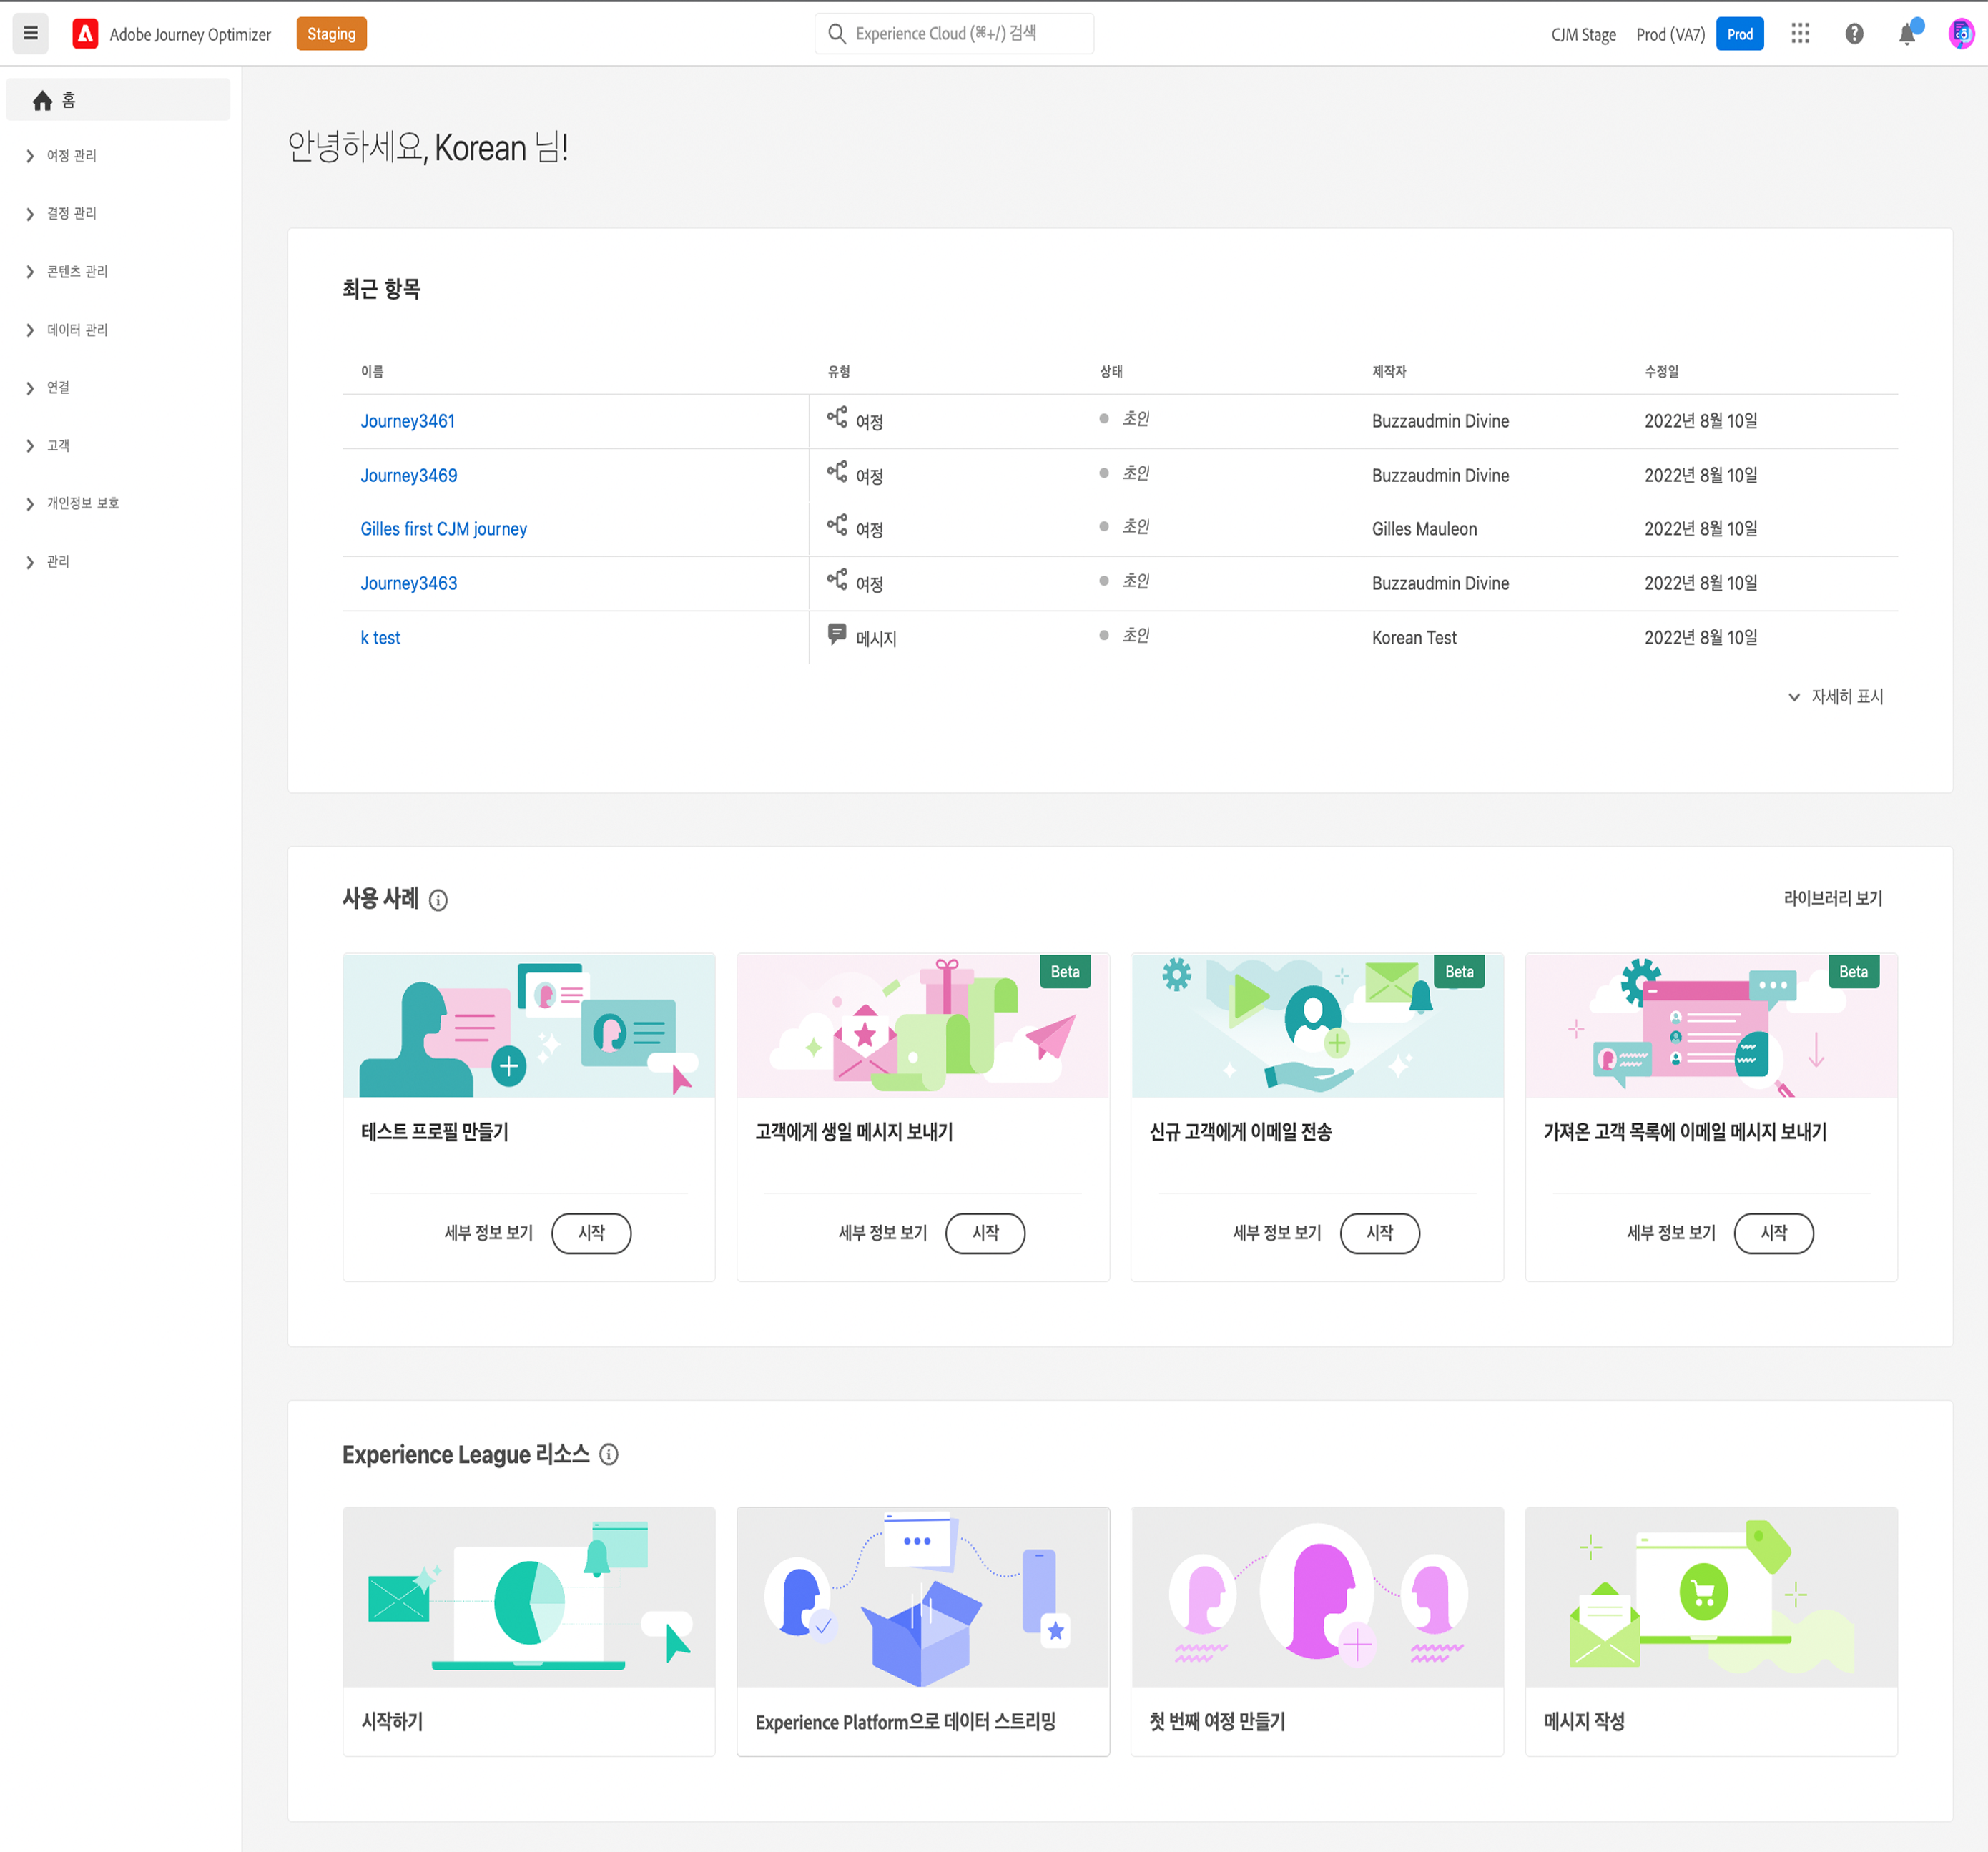 Adobe Journey Optimizer
Staging
Experience Cloud (⌘+/) 검색
CJM Stage
Prod (VA7)
Prod
홈
여정 관리
결정 관리
콘텐츠 관리
데이터 관리
연결
고객
개인정보 보호
관리
안녕하세요, Korean 님!
최근 항목
이름 유형 상태 제작자 수정일
Journey3461 여정 초안 Buzzaudmin Divine 2022년 8월 10일
Journey3469 여정 초안 Buzzaudmin Divine 2022년 8월 10일
Gilles first CJM journey 여정 초안 Gilles Mauleon 2022년 8월 10일
Journey3463 여정 초안 Buzzaudmin Divine 2022년 8월 10일
k test 메시지 초안 Korean Test 2022년 8월 10일
자세히 표시
사용 사례
라이브러리 보기
테스트 프로필 만들기
세부 정보 보기 시작
Beta
고객에게 생일 메시지 보내기
세부 정보 보기 시작
Beta
신규 고객에게 이메일 전송
세부 정보 보기 시작
Beta
가져온 고객 목록에 이메일 메시지 보내기
세부 정보 보기 시작
Experience League 리소스
시작하기
Experience Platform으로 데이터 스트리밍
첫 번째 여정 만들기
메시지 작성